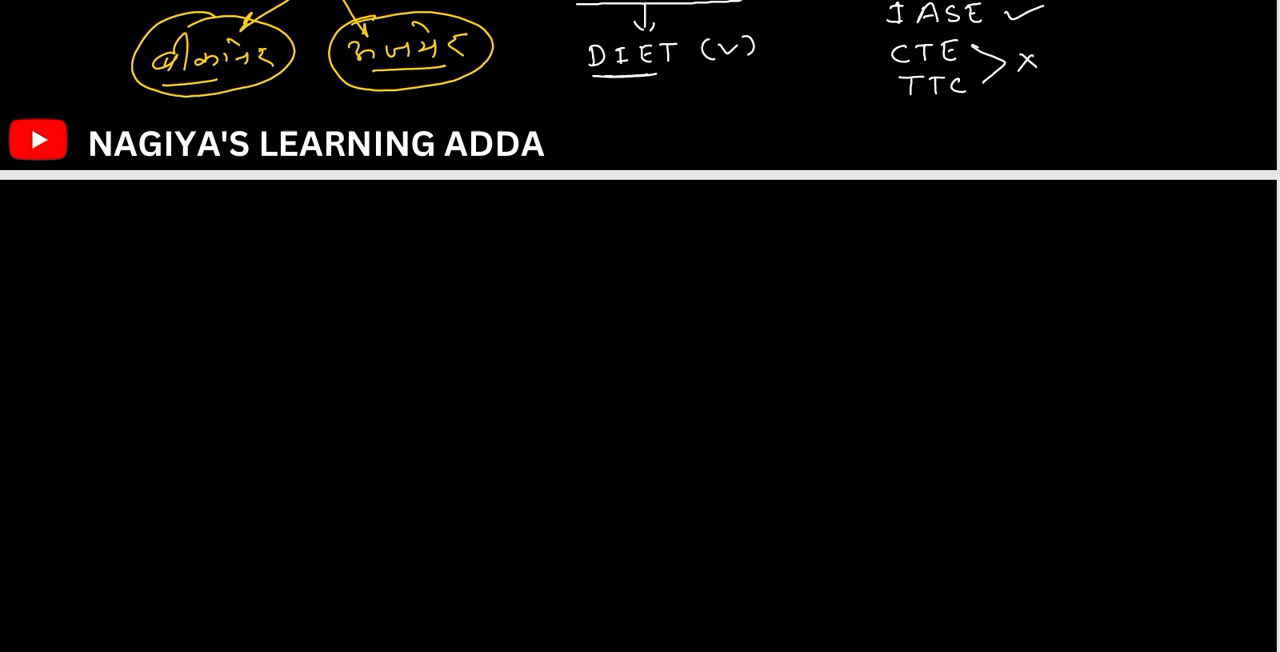 बीकानेर अजमेर DIET (✓) IASE ✓
CTE
TTC > ×
NAGIYA'S LEARNING ADDA